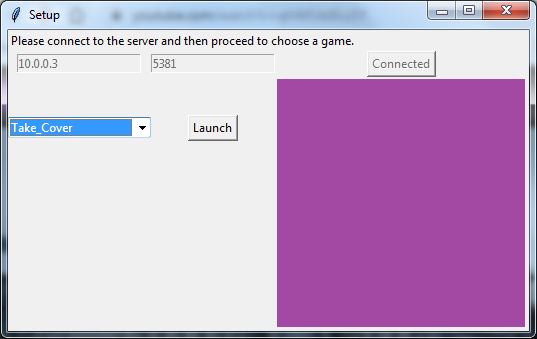 Setup
Please connect to the server and then proceed to choose a game.
10.0.0.3 5381 Connected
Take_Cover Launch